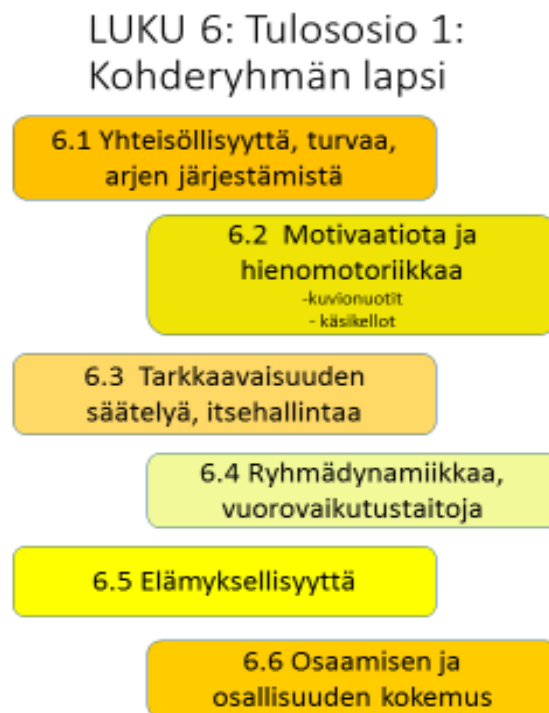 LUKU 6: Tulososio 1:
Kohderyhmän lapsi
6.1 Yhteisöllisyyttä, turvaa,
arjen järjestämistä
6.2 Motivaatiota ja
hienomotoriikkaa
-kuvionuotit
- käsikellot
6.3 Tarkkaavaisuuden
säätelyä, itsehallintaa
6.4 Ryhmädynamiikkaa,
vuorovaikutustaitoja
6.5 Elämyksellisyyttä
6.6 Osaamisen ja
osallisuuden kokemus